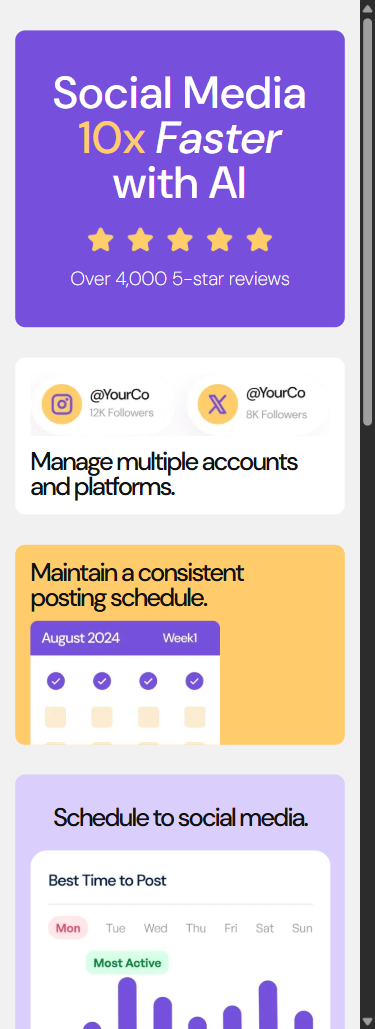 Social Media
10x Faster
with AI
Over 4,000 5-star reviews
@YourCo
12K Followers
@YourCo
8K Followers
Manage multiple accounts
and platforms.
Maintain a consistent
posting schedule.
August 2024 Week1
Schedule to social media.
Best Time to Post
Mon Tue Wed Thu Fri Sat Sun
Most Active